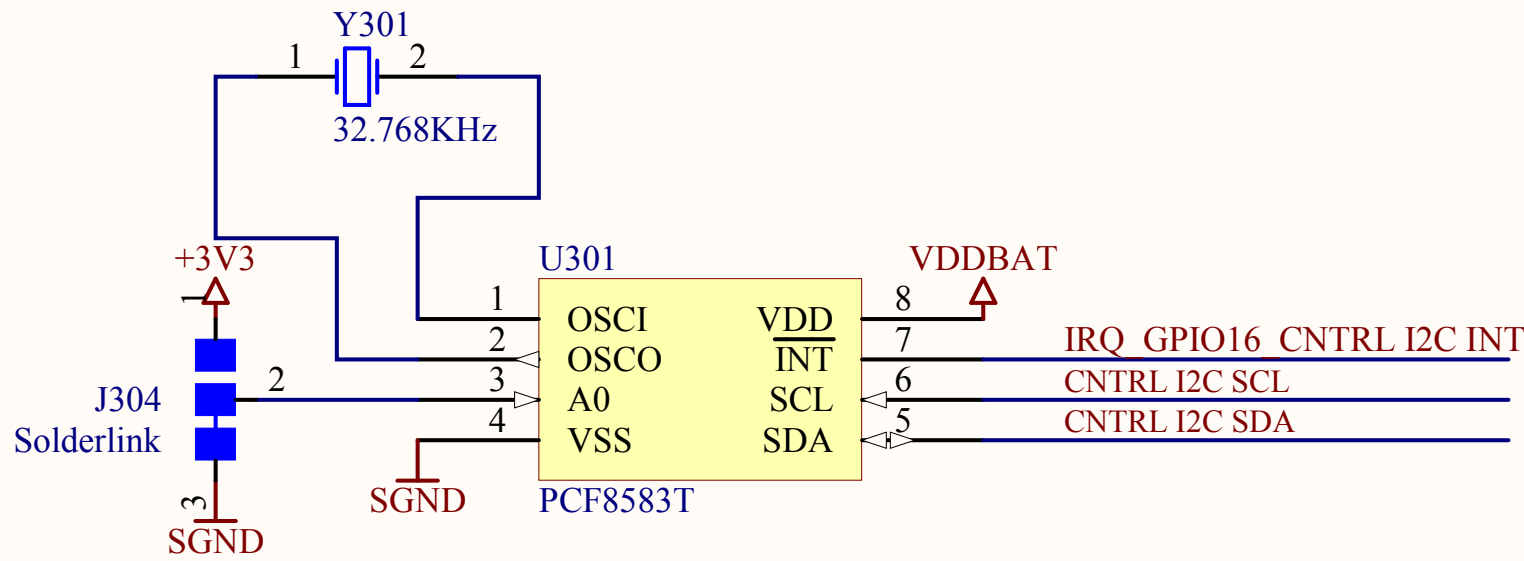 Y301
1 2
32.768KHz
+3V3
1
J304
Solderlink
2
3
SGND
U301
1 OSCI
2 OSCO
3 A0
4 VSS
SGND
VDD 8
INT 7
SCL 6
SDA 5
PCF8583T
VDDBAT
IRQ_GPIO16_CNTRL I2C INT
CNTRL I2C SCL
CNTRL I2C SDA